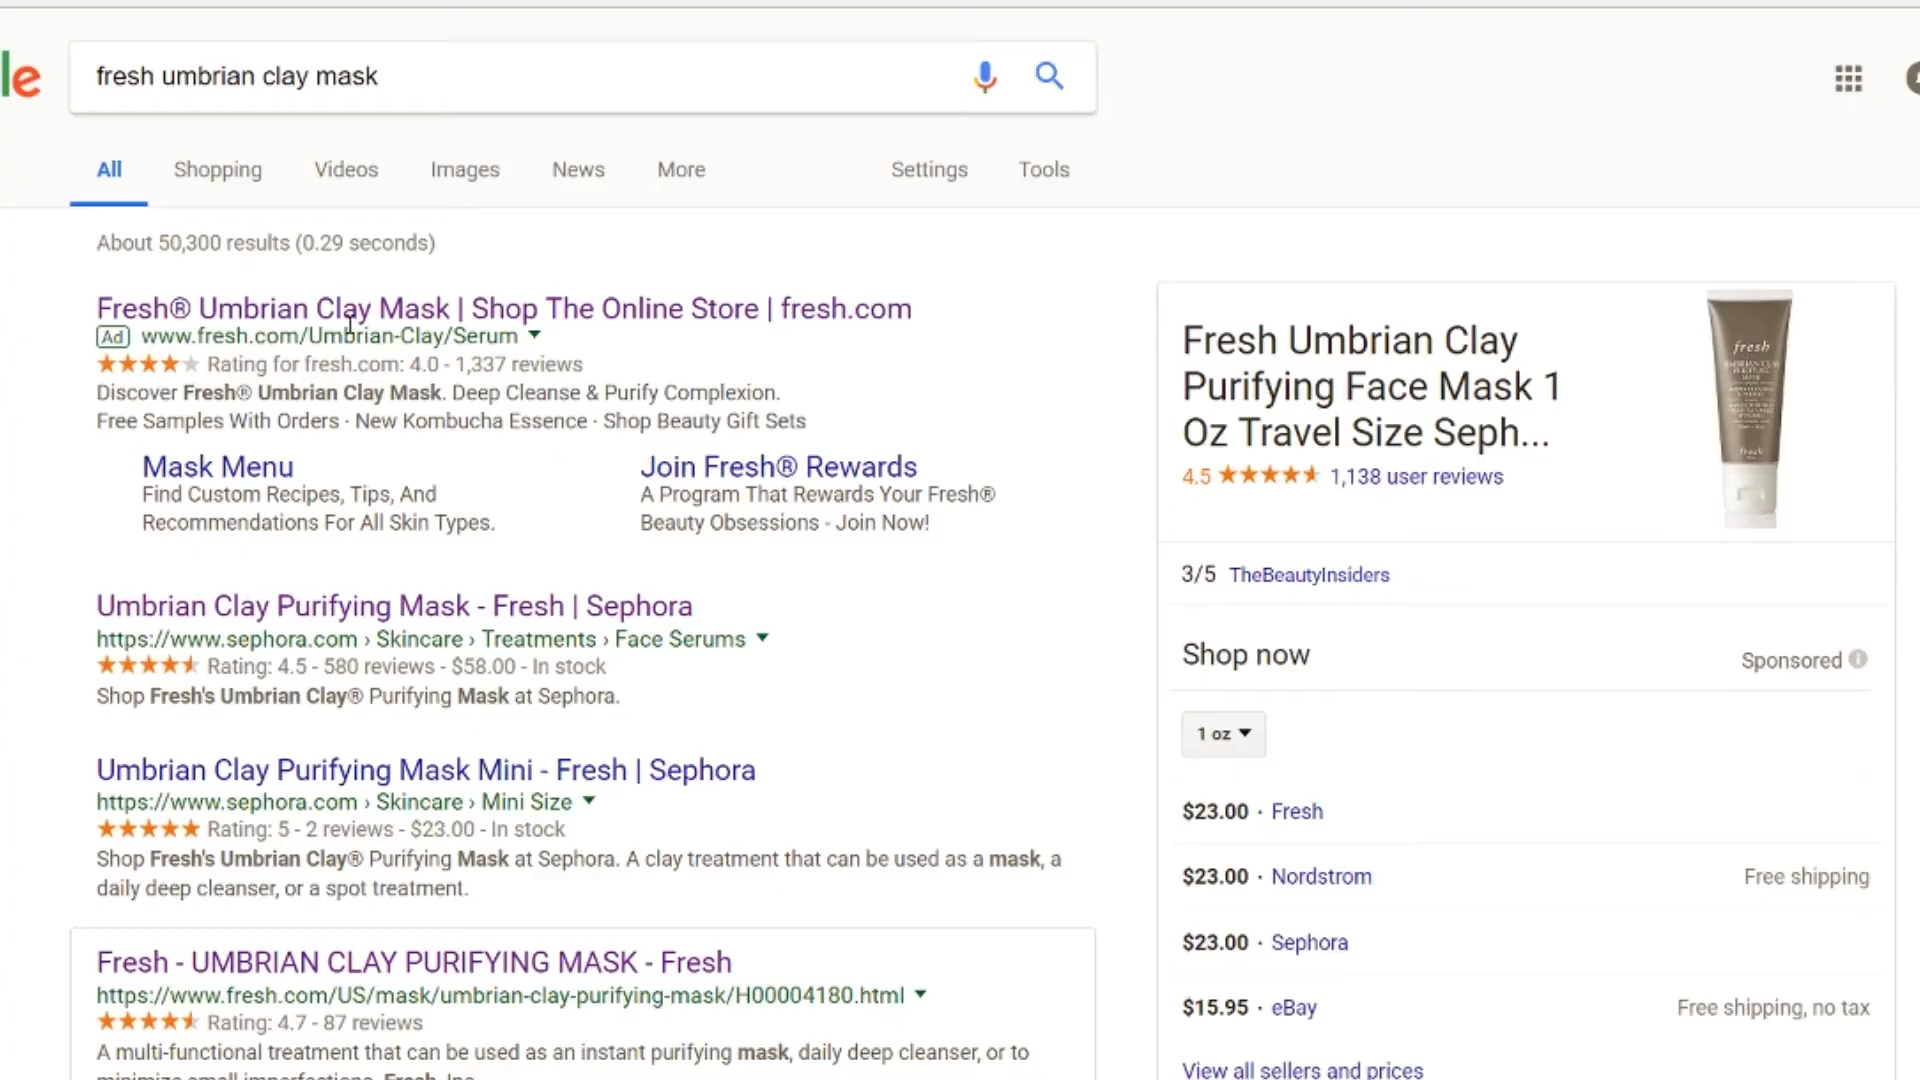 le
fresh umbrian clay mask
All Shopping Videos Images News More Settings Tools
About 50,300 results (0.29 seconds)
Fresh® Umbrian Clay Mask | Shop The Online Store | fresh.com
Ad www.fresh.com/Umbrian-Clay/Serum
Rating for fresh.com: 4.0 - 1,337 reviews
Discover Fresh® Umbrian Clay Mask. Deep Cleanse & Purify Complexion.
Free Samples With Orders · New Kombucha Essence · Shop Beauty Gift Sets
Mask Menu
Find Custom Recipes, Tips, And
Recommendations For All Skin Types.
Join Fresh® Rewards
A Program That Rewards Your Fresh®
Beauty Obsessions - Join Now!
Umbrian Clay Purifying Mask - Fresh | Sephora
https://www.sephora.com › Skincare › Treatments › Face Serums
Rating: 4.5 - 580 reviews - $58.00 - In stock
Shop Fresh's Umbrian Clay® Purifying Mask at Sephora.
Umbrian Clay Purifying Mask Mini - Fresh | Sephora
https://www.sephora.com › Skincare › Mini Size
Rating: 5 - 2 reviews - $23.00 - In stock
Shop Fresh's Umbrian Clay® Purifying Mask at Sephora. A clay treatment that can be used as a mask, a
daily deep cleanser, or a spot treatment.
Fresh - UMBRIAN CLAY PURIFYING MASK - Fresh
https://www.fresh.com/US/mask/umbrian-clay-purifying-mask/H00004180.html
Rating: 4.7 - 87 reviews
A multi-functional treatment that can be used as an instant purifying mask, daily deep cleanser, or to
minimize small imperfections. Fresh, Inc.
Fresh Umbrian Clay
Purifying Face Mask 1
Oz Travel Size Seph...
4.5 1,138 user reviews
fresh
3/5 TheBeautyInsiders
Shop now Sponsored
1 oz
$23.00 · Fresh
$23.00 · Nordstrom Free shipping
$23.00 · Sephora
$15.95 · eBay Free shipping, no tax
View all sellers and prices